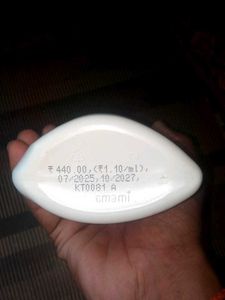 ₹440.00,(₹1.10/ml),
07/2025,10/2027,
KT0081 A
emami